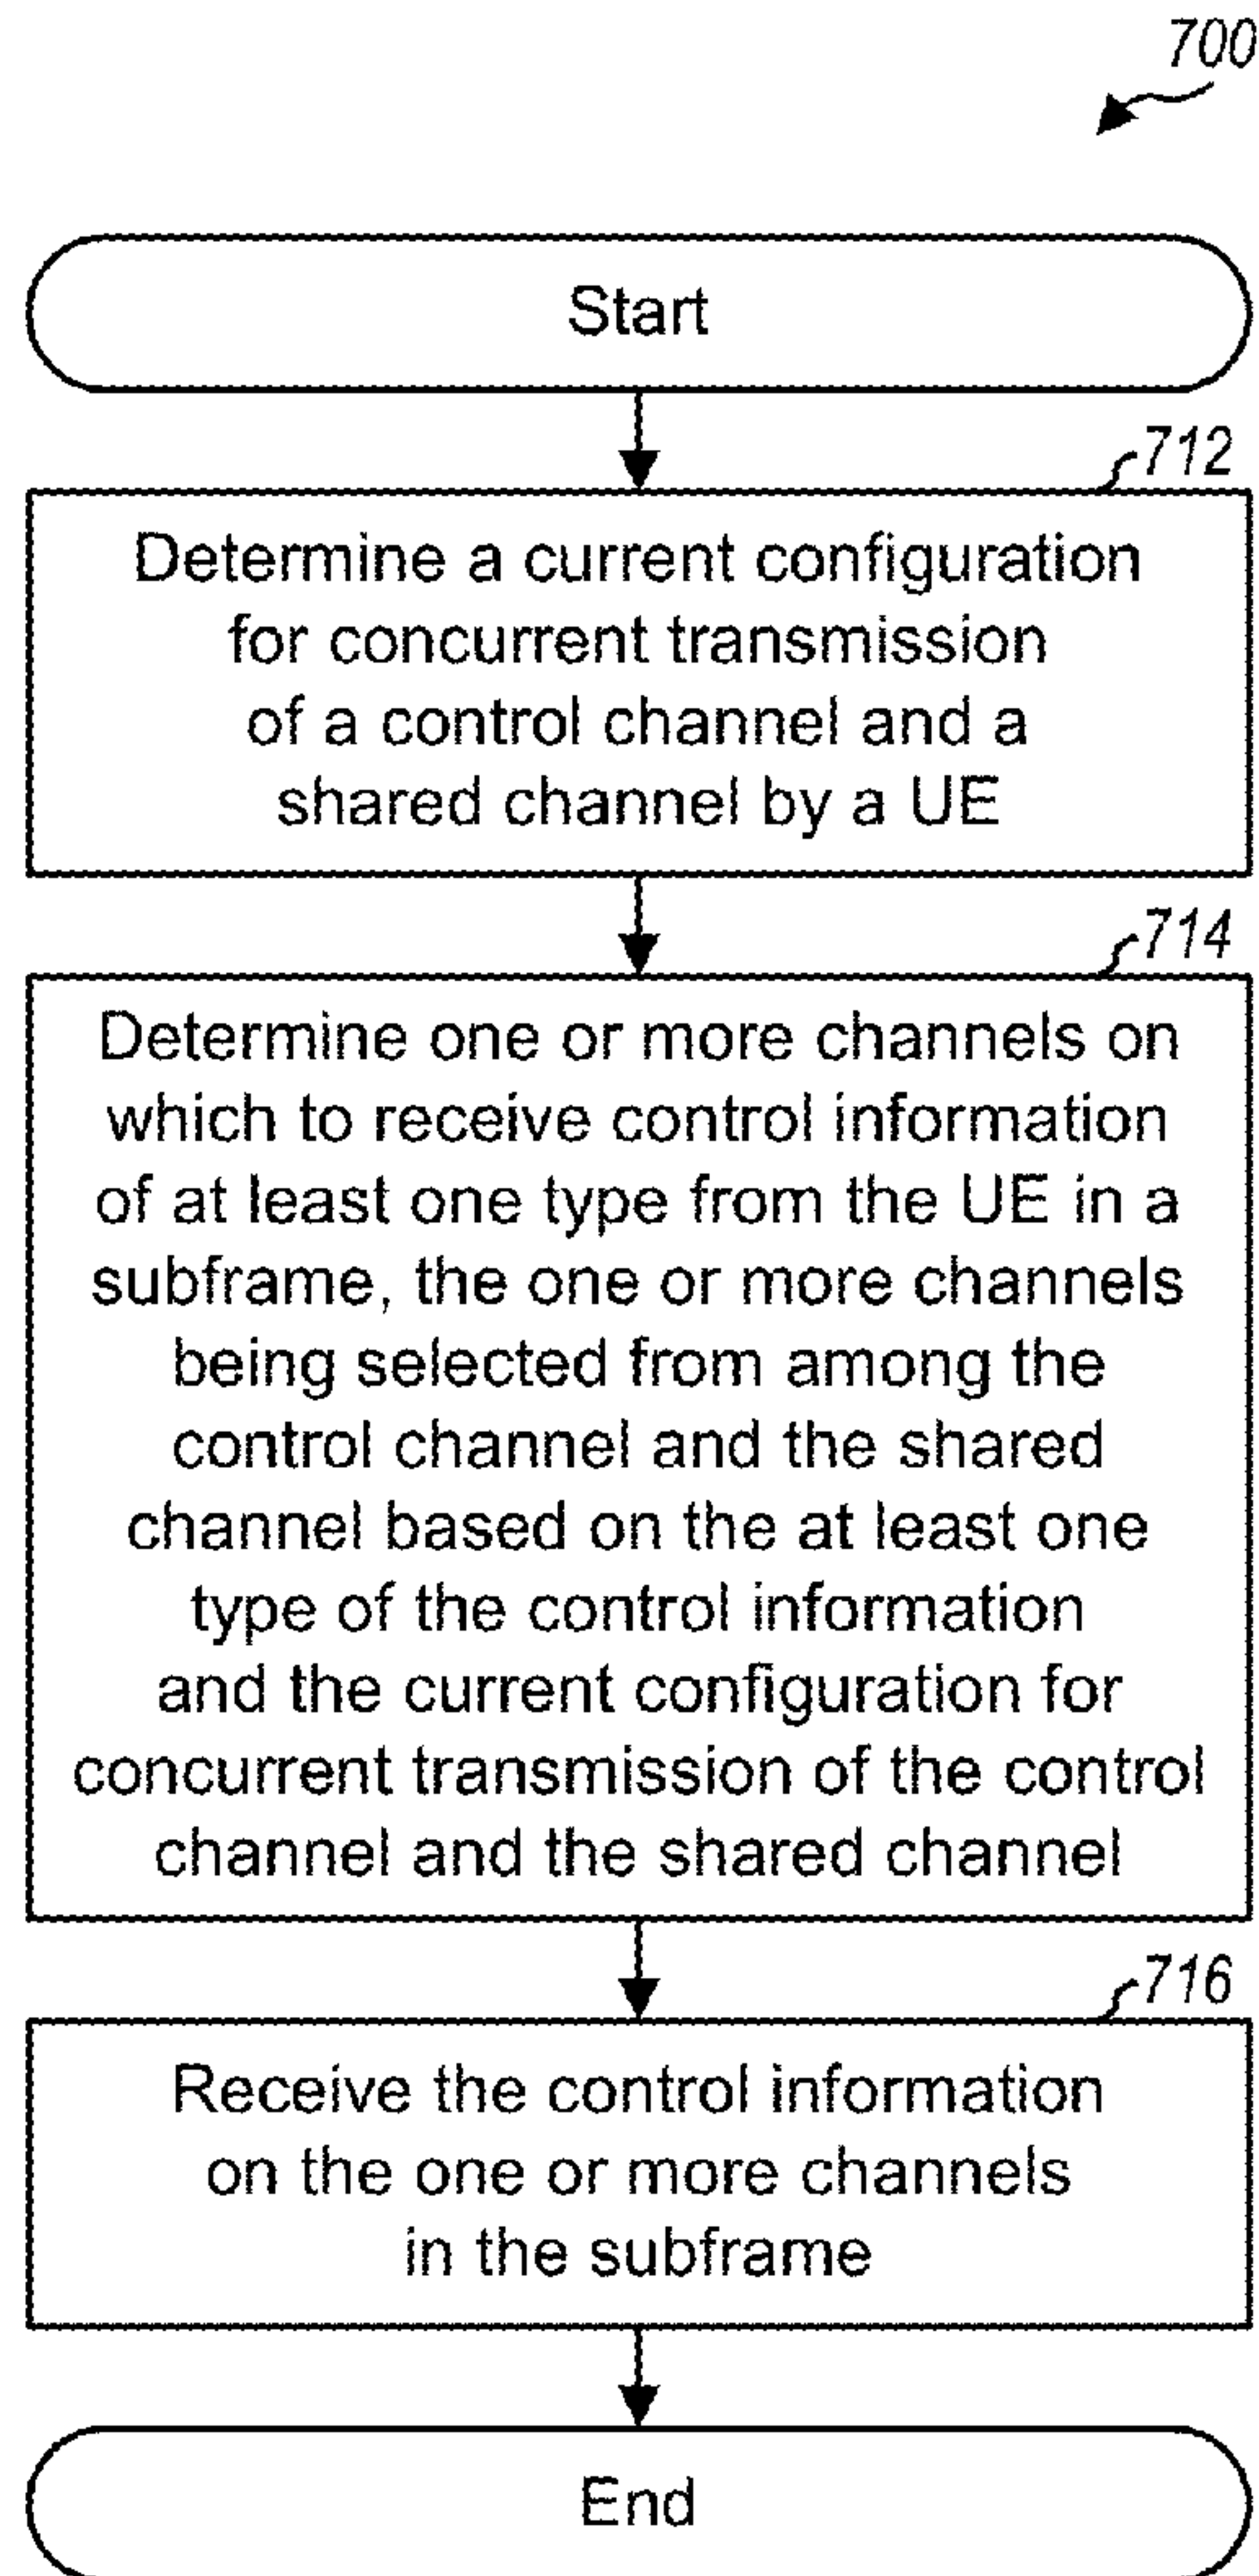 700
Start
712
Determine a current configuration
for concurrent transmission
of a control channel and a
shared channel by a UE
714
Determine one or more channels on
which to receive control information
of at least one type from the UE in a
subframe, the one or more channels
being selected from among the
control channel and the shared
channel based on the at least one
type of the control information
and the current configuration for
concurrent transmission of the control
channel and the shared channel
716
Receive the control information
on the one or more channels
in the subframe
End